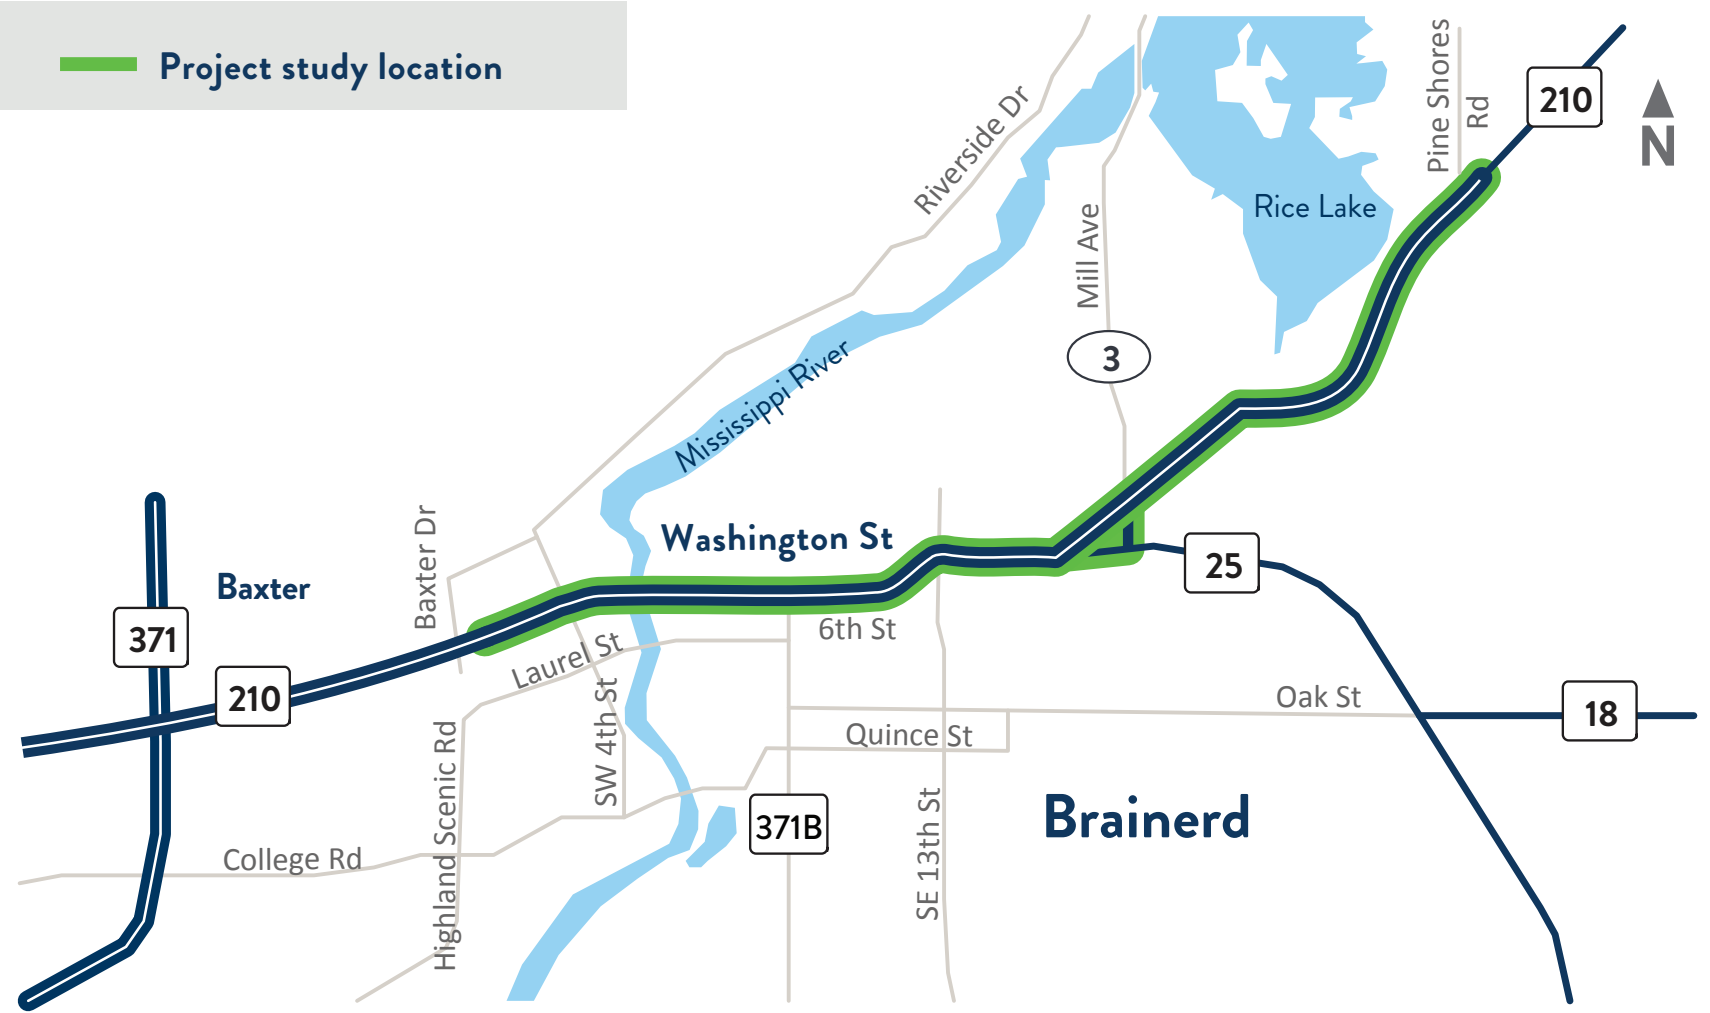 Project study location
Riverside Dr
Pine Shores
Rd
210
N
Rice Lake
Mill Ave
3
Mississippi River
Washington St
Baxter Dr
Baxter
25
371
6th St
Laurel St
210
Oak St
18
SW 4th St
Quince St
Highland Scenic Rd
371B
Brainerd
SE 13th St
College Rd